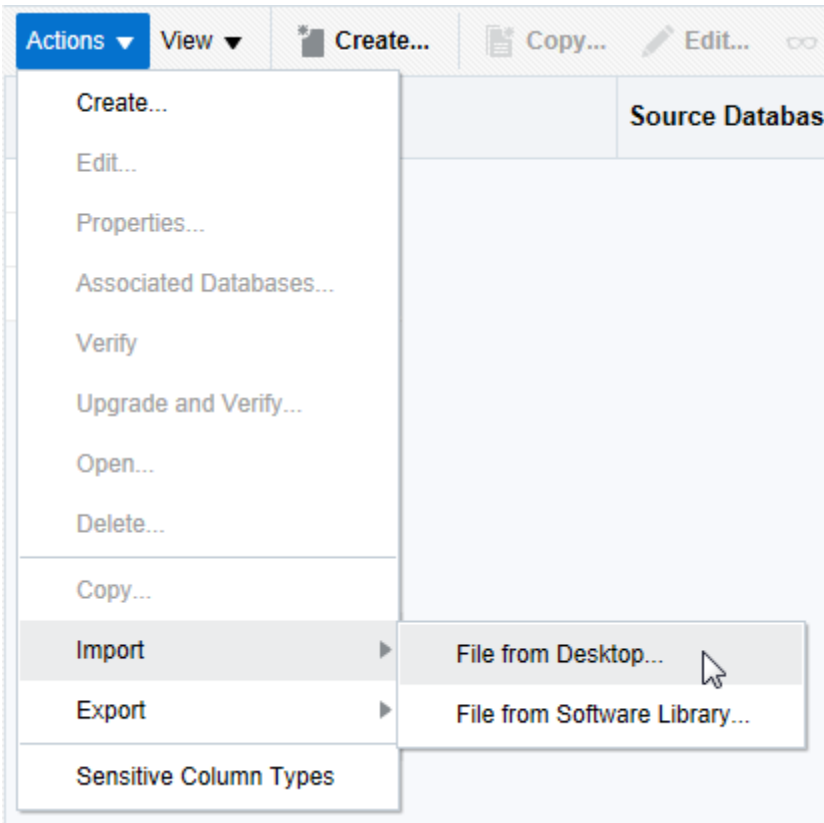 Actions View Create... Copy... Edit...
Create...
Source Databas
Edit...
Properties...
Associated Databases...
Verify
Upgrade and Verify...
Open...
Delete...
Copy...
Import
File from Desktop...
Export
File from Software Library...
Sensitive Column Types